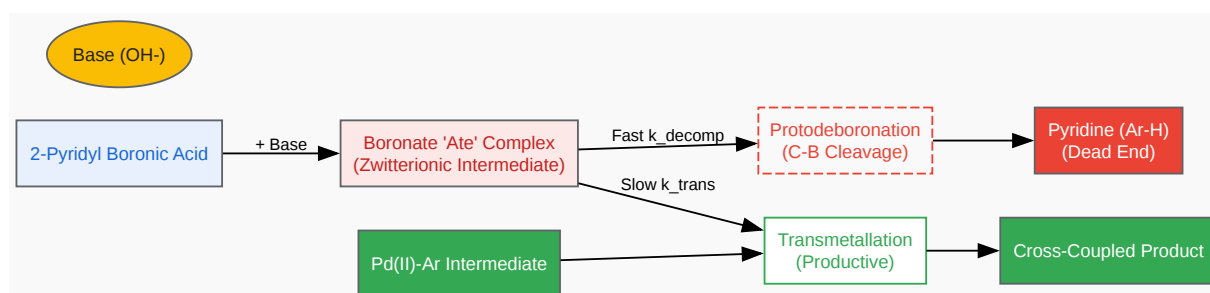 Base (OH-)
2-Pyridyl Boronic Acid
+ Base
Boronate 'Ate' Complex
(Zwitterionic Intermediate)
Fast k_decomp
Protodeboronation
(C-B Cleavage)
Pyridine (Ar-H)
(Dead End)
Slow k_trans
Pd(II)-Ar Intermediate
Transmetallation
(Productive)
Cross-Coupled Product